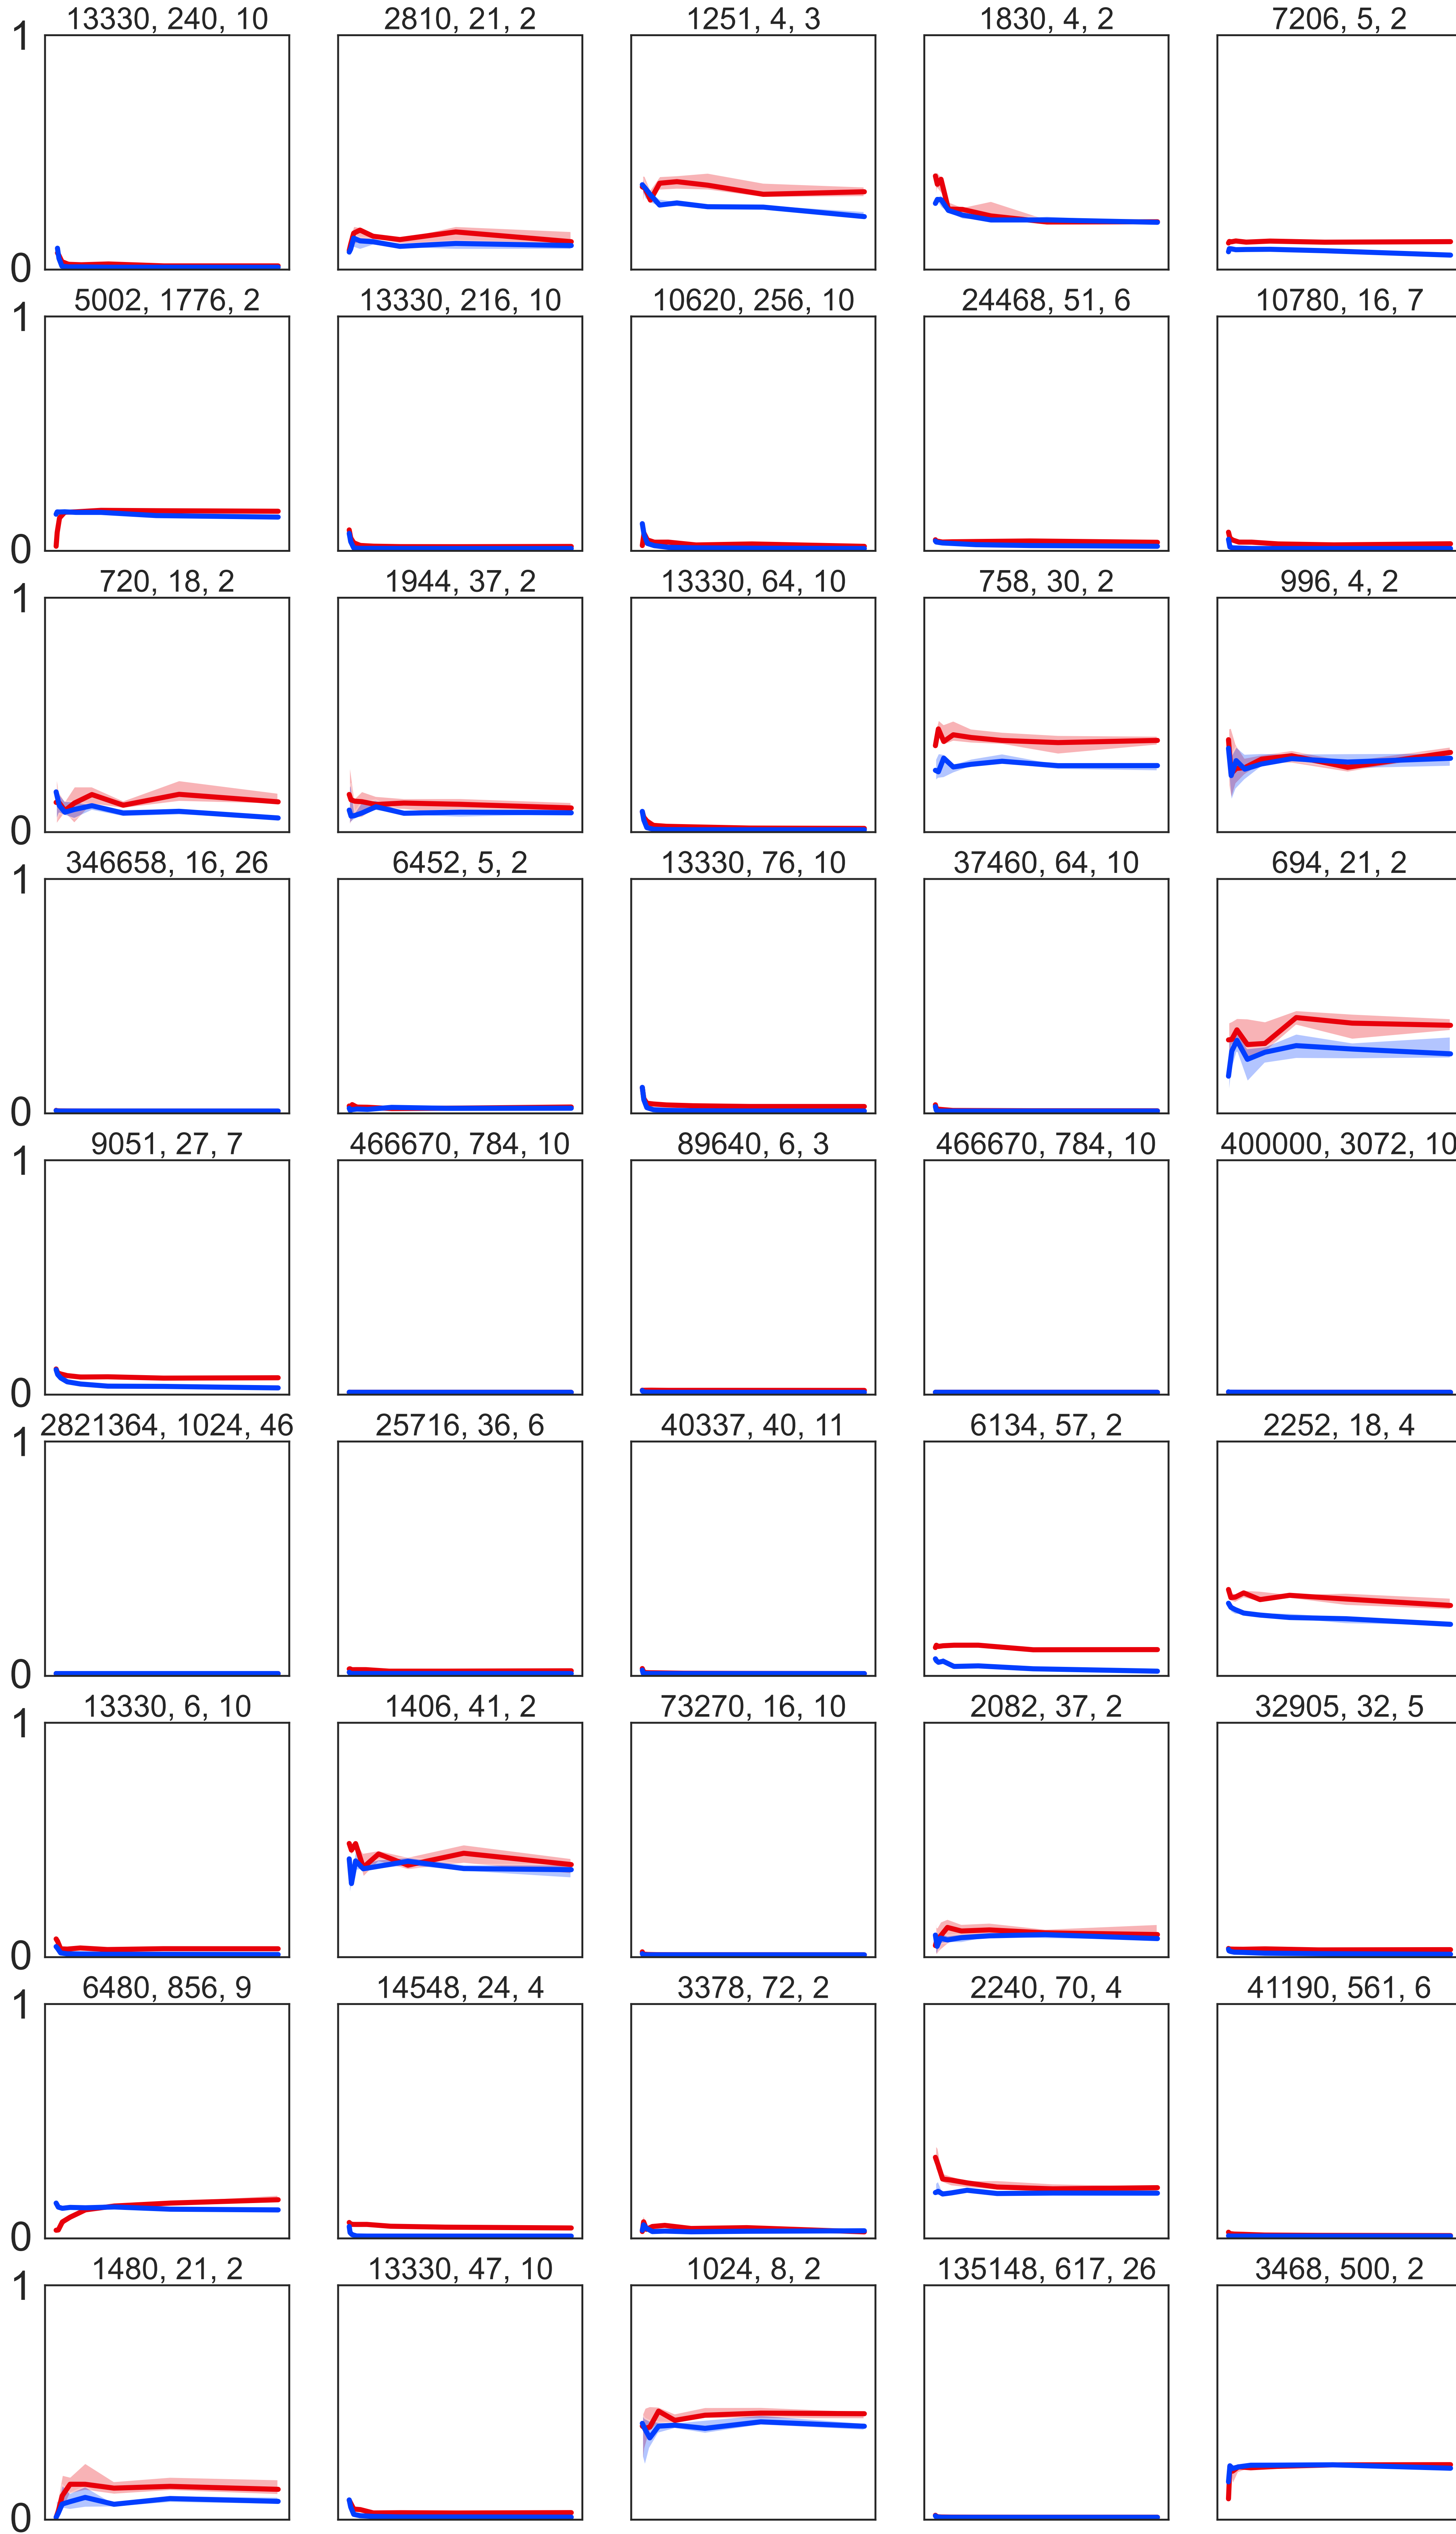 13330, 240, 10 2810, 21, 2 1251, 4, 3 1830, 4, 2 7206, 5, 2
1
0
5002, 1776, 2 13330, 216, 10 10620, 256, 10 24468, 51, 6 10780, 16, 7
1
0
720, 18, 2 1944, 37, 2 13330, 64, 10 758, 30, 2 996, 4, 2
1
0
346658, 16, 26 6452, 5, 2 13330, 76, 10 37460, 64, 10 694, 21, 2
1
0
9051, 27, 7 466670, 784, 10 89640, 6, 3 466670, 784, 10 400000, 3072, 10
1
0
2821364, 1024, 46 25716, 36, 6 40337, 40, 11 6134, 57, 2 2252, 18, 4
1
0
13330, 6, 10 1406, 41, 2 73270, 16, 10 2082, 37, 2 32905, 32, 5
1
0
6480, 856, 9 14548, 24, 4 3378, 72, 2 2240, 70, 4 41190, 561, 6
1
0
1480, 21, 2 13330, 47, 10 1024, 8, 2 135148, 617, 26 3468, 500, 2
1
0